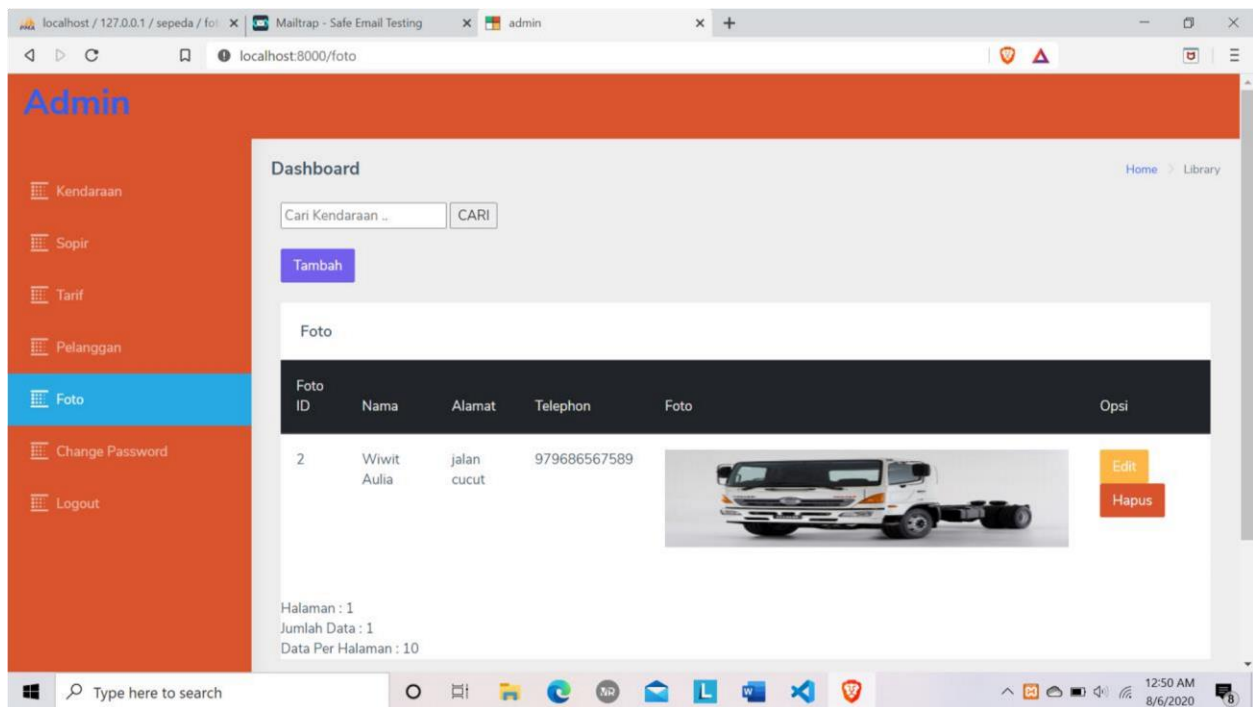 localhost / 127.0.0.1 / sepeda / fot
Mailtrap - Safe Email Testing
admin
localhost:8000/foto
Admin
Kendaraan
Sopir
Tarif
Pelanggan
Foto
Change Password
Logout
Dashboard
Home > Library
Cari Kendaraan ..
CARI
Tambah
Foto
Foto ID Nama Alamat Telephon Foto Opsi
2 Wiwit Aulia jalan cucut 979686567589
Edit
Hapus
Halaman : 1
Jumlah Data : 1
Data Per Halaman : 10
Type here to search
12:50 AM
8/6/2020